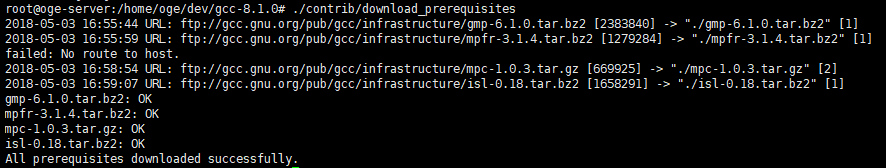 root@oge-server:/home/oge/dev/gcc-8.1.0# ./contrib/download_prerequisites
2018-05-03 16:55:44 URL: ftp://gcc.gnu.org/pub/gcc/infrastructure/gmp-6.1.0.tar.bz2 [2383840] -> "./gmp-6.1.0.tar.bz2" [1]
2018-05-03 16:55:59 URL: ftp://gcc.gnu.org/pub/gcc/infrastructure/mpfr-3.1.4.tar.bz2 [1279284] -> "./mpfr-3.1.4.tar.bz2" [1]
failed: No route to host.
2018-05-03 16:58:54 URL: ftp://gcc.gnu.org/pub/gcc/infrastructure/mpc-1.0.3.tar.gz [669925] -> "./mpc-1.0.3.tar.gz" [2]
2018-05-03 16:59:07 URL: ftp://gcc.gnu.org/pub/gcc/infrastructure/isl-0.18.tar.bz2 [1658291] -> "./isl-0.18.tar.bz2" [1]
gmp-6.1.0.tar.bz2: OK
mpfr-3.1.4.tar.bz2: OK
mpc-1.0.3.tar.gz: OK
isl-0.18.tar.bz2: OK
All prerequisites downloaded successfully.